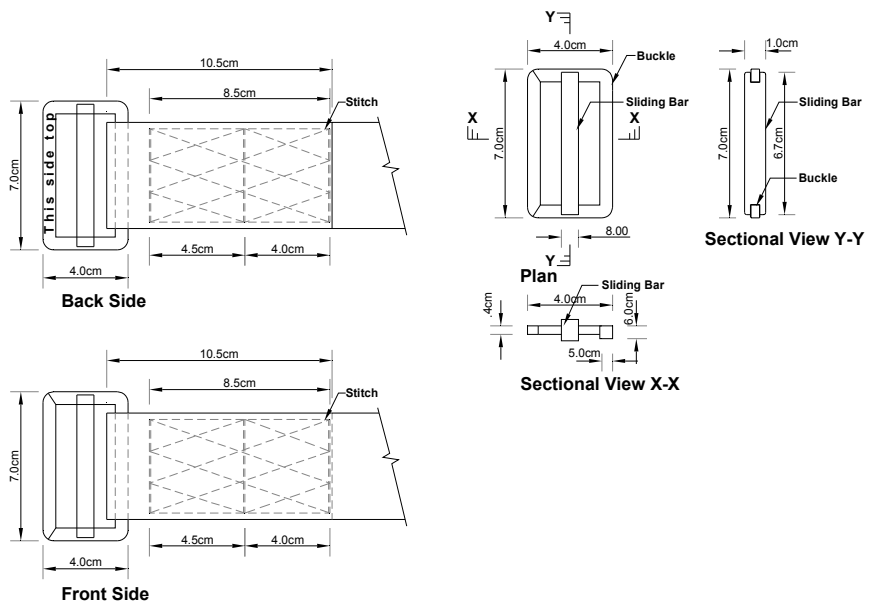 10.5cm
8.5cm
Stitch
This side top
7.0cm
4.5cm
4.0cm
4.0cm
Back Side
10.5cm
8.5cm
Stitch
7.0cm
4.5cm
4.0cm
4.0cm
Front Side
Y
4.0cm
Buckle
Sliding Bar
X
X
7.0cm
8.00
Y
Plan
1.0cm
Sliding Bar
7.0cm
6.7cm
Buckle
Sectional View Y-Y
Sliding Bar
4.0cm
.4cm
6.0cm
5.0cm
Sectional View X-X